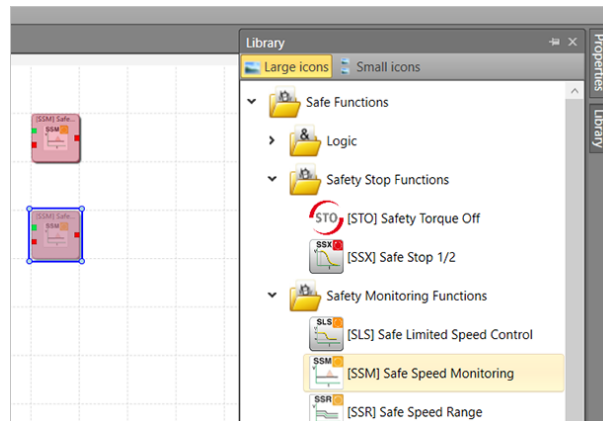 Library
Large icons
Small icons
Safe Functions
&
Logic
Safety Stop Functions
STO
[STO] Safety Torque Off
SSX
[SSX] Safe Stop 1/2
Safety Monitoring Functions
SLS
[SLS] Safe Limited Speed Control
SSM
[SSM] Safe Speed Monitoring
SSR
[SSR] Safe Speed Range
[SSM] Safe...
SSM
[SSM] Safe...
SSM
Properties
Library